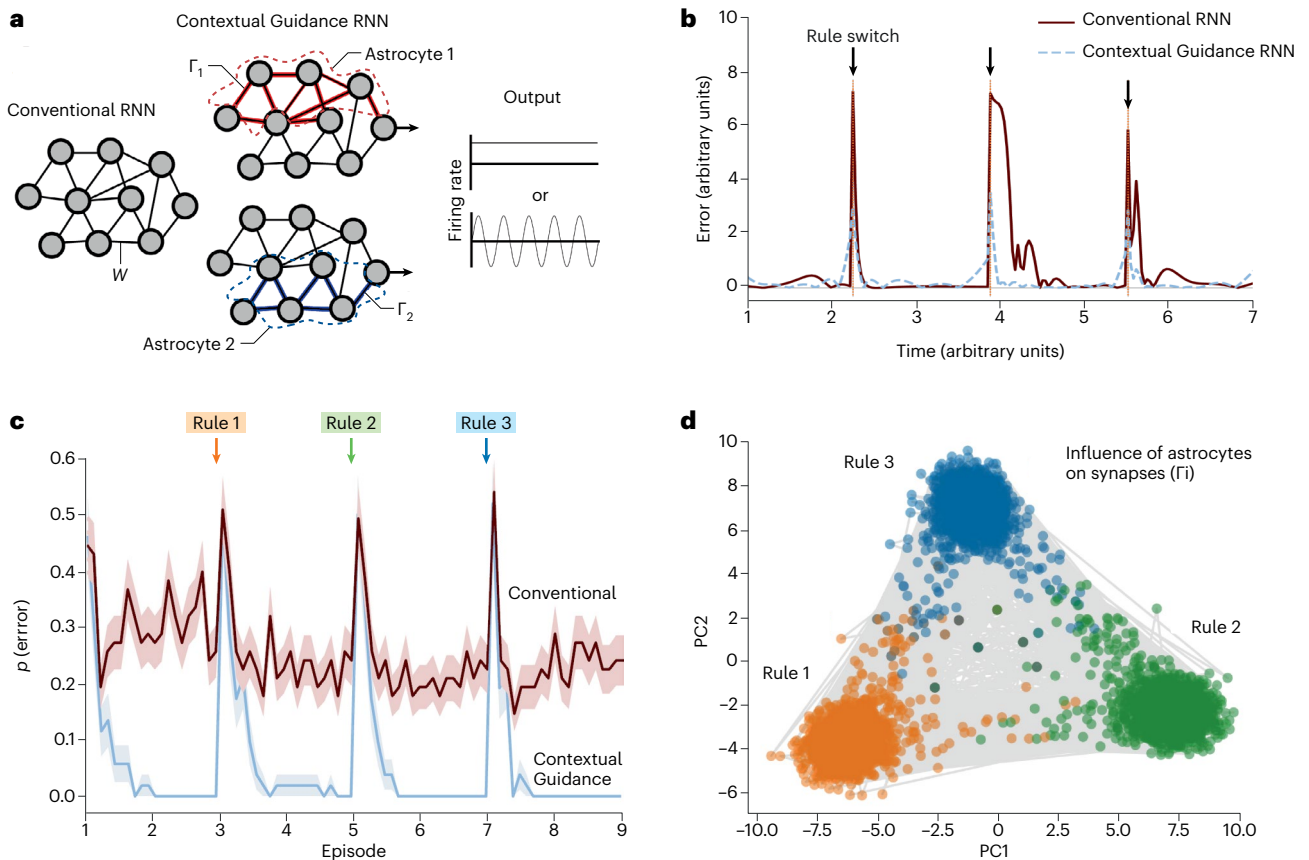 a
Contextual Guidance RNN
Γ1
Astrocyte 1
Conventional RNN
W
Astrocyte 2
Γ2
Output
Firing rate
or
b
Conventional RNN
Contextual Guidance RNN
Rule switch
Error (arbitrary units)
10
8
6
4
2
0
1 2 3 4 5 6 7
Time (arbitrary units)
c
Rule 1 Rule 2 Rule 3
p (errror)
0.6
0.5
0.4
0.3
0.2
0.1
0.0
Conventional
Contextual
Guidance
1 2 3 4 5 6 7 8 9
Episode
d
Influence of astrocytes
on synapses (Γi)
Rule 3
Rule 2
Rule 1
PC2
10
8
6
4
2
0
−2
−4
−6
−10.0 −7.5 −5.0 −2.5 0 2.5 5.0 7.5 10.0
PC1